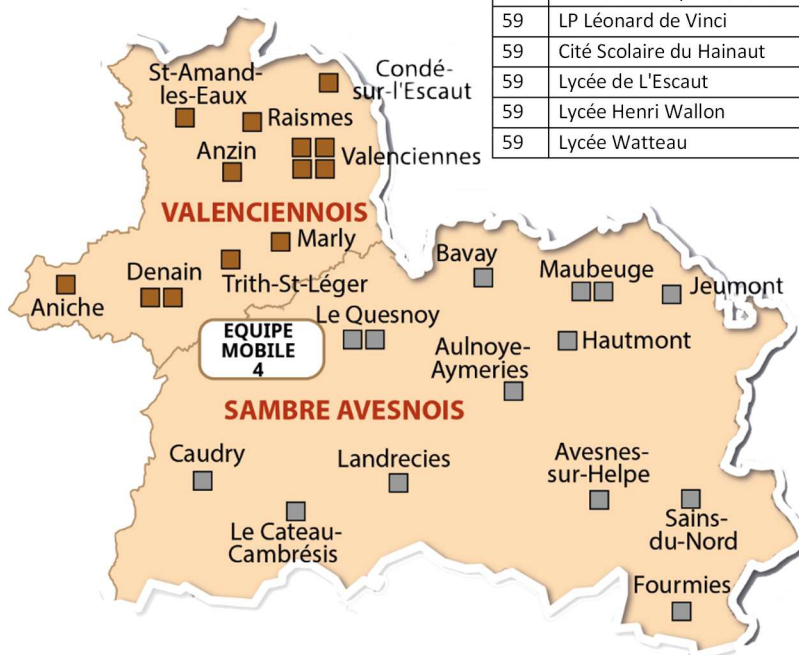 59 LP Léonard de Vinci
59 Cité Scolaire du Hainaut
59 Lycée de L'Escaut
59 Lycée Henri Wallon
59 Lycée Watteau
St-Amand-
les-Eaux
Condé-
sur-l'Escaut
Raismes
Anzin
Valenciennes
VALENCIENNOIS
Marly
Trith-St-Léger
Denain
Aniche
Bavay
Maubeuge
Jeumont
Le Quesnoy
EQUIPE
MOBILE
4
Hautmont
Aulnoye-
Aymeries
SAMBRE AVESNOIS
Caudry
Landrecies
Avesnes-
sur-Helpe
Le Cateau-
Cambrésis
Sains-
du-Nord
Fourmies